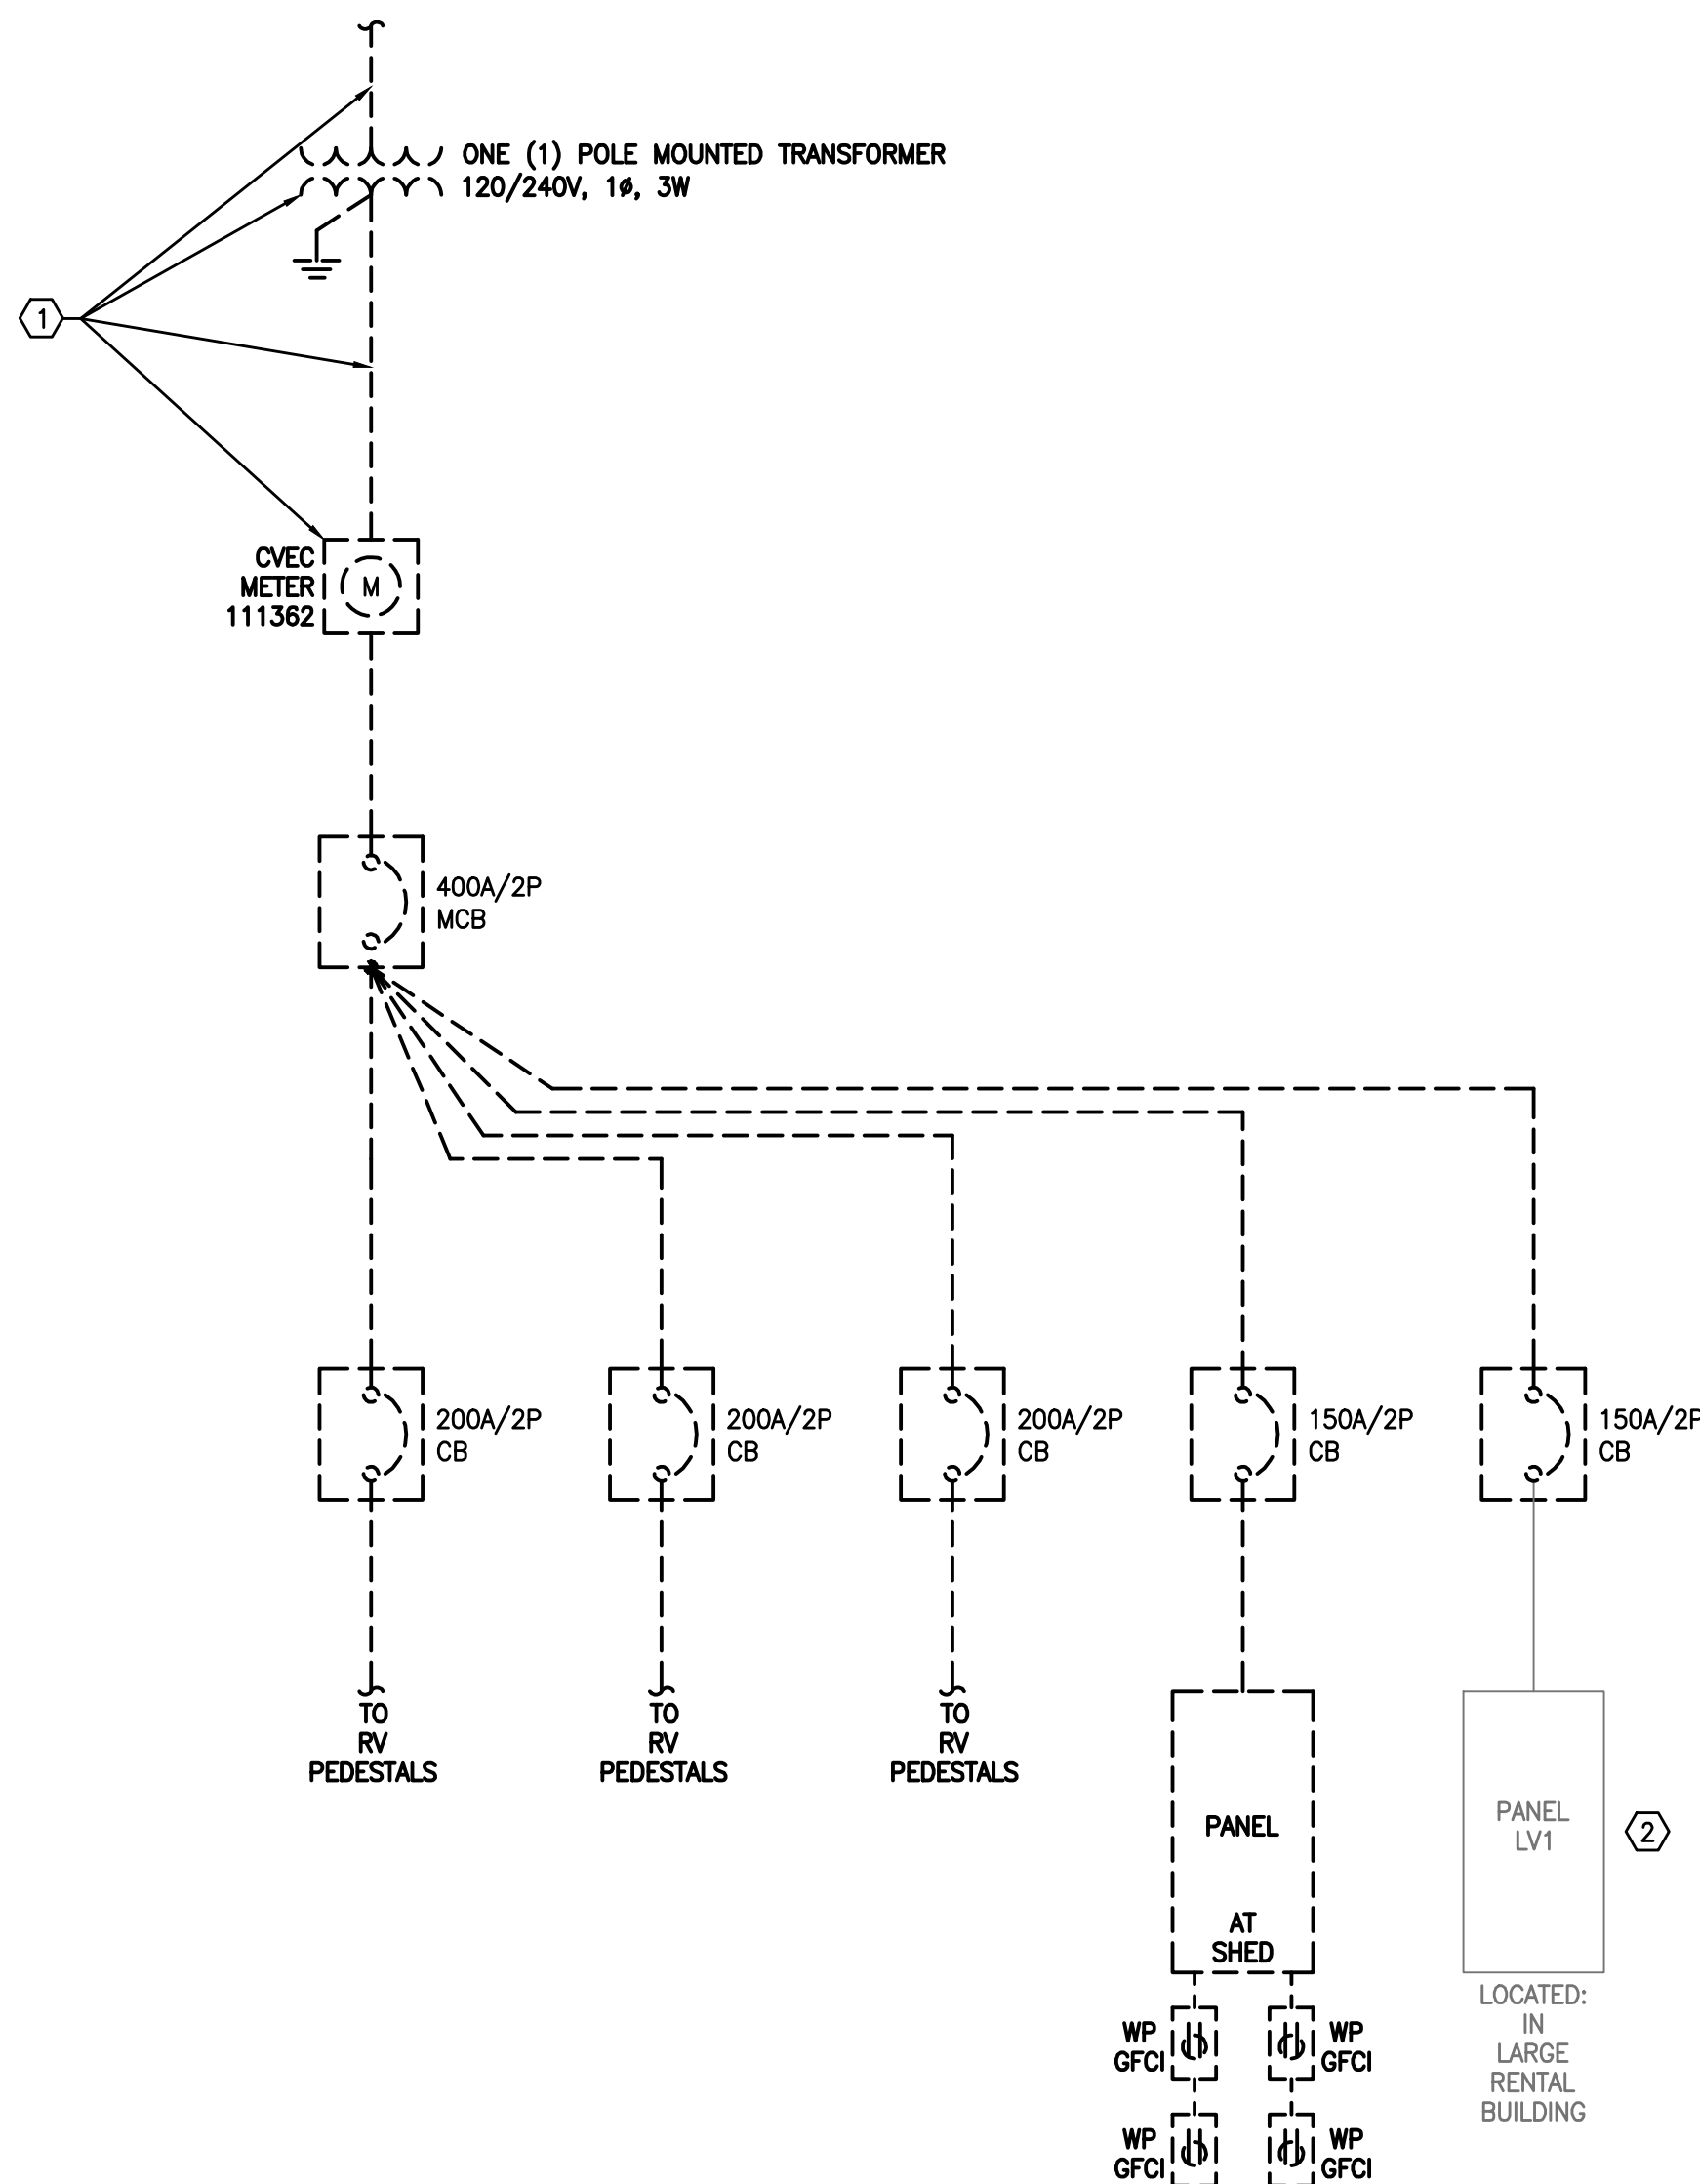 ONE (1) POLE MOUNTED TRANSFORMER
120/240V, 1ø, 3W
1
CVEC
METER
111362
M
400A/2P
MCB
200A/2P
CB
200A/2P
CB
200A/2P
CB
150A/2P
CB
150A/2P
CB
TO
RV
PEDESTALS
TO
RV
PEDESTALS
TO
RV
PEDESTALS
PANEL
AT
SHED
PANEL
LV1
2
LOCATED:
IN
LARGE
RENTAL
BUILDING
WP
GFCI
WP
GFCI
WP
GFCI
WP
GFCI